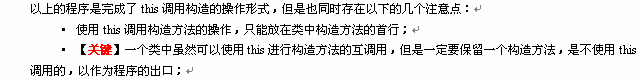 以上的程序是完成了 this 调用构造的操作形式，但是也同时存在以下的几个注意点：
▪ 使用 this 调用构造方法的操作，只能放在类中构造方法的首行；
▪ 【关键】一个类中虽然可以使用 this 进行构造方法的互调用，但是一定要保留一个构造方法，是不使用 this
调用的，以作为程序的出口；